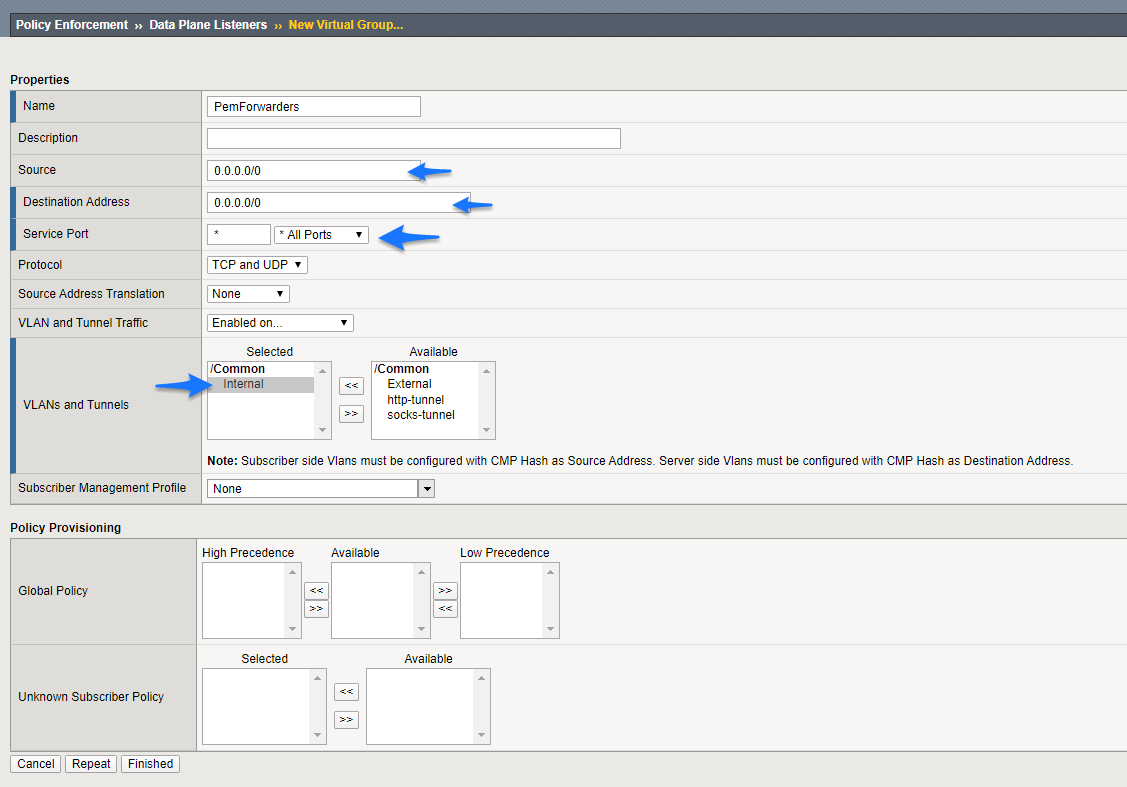 Policy Enforcement ›› Data Plane Listeners ›› New Virtual Group...
Properties
Name PemForwarders
Description
Source 0.0.0.0/0
Destination Address 0.0.0.0/0
Service Port * * All Ports ▼
Protocol TCP and UDP ▼
Source Address Translation None ▼
VLAN and Tunnel Traffic Enabled on... ▼
VLANs and Tunnels
Selected Available
/Common /Common
Internal << External
http-tunnel
>> socks-tunnel
Note: Subscriber side Vlans must be configured with CMP Hash as Source Address. Server side Vlans must be configured with CMP Hash as Destination Address.
Subscriber Management Profile None
Policy Provisioning
Global Policy
High Precedence Available Low Precedence
<< >>
>> <<
Unknown Subscriber Policy
Selected Available
<<
>>
Cancel Repeat Finished